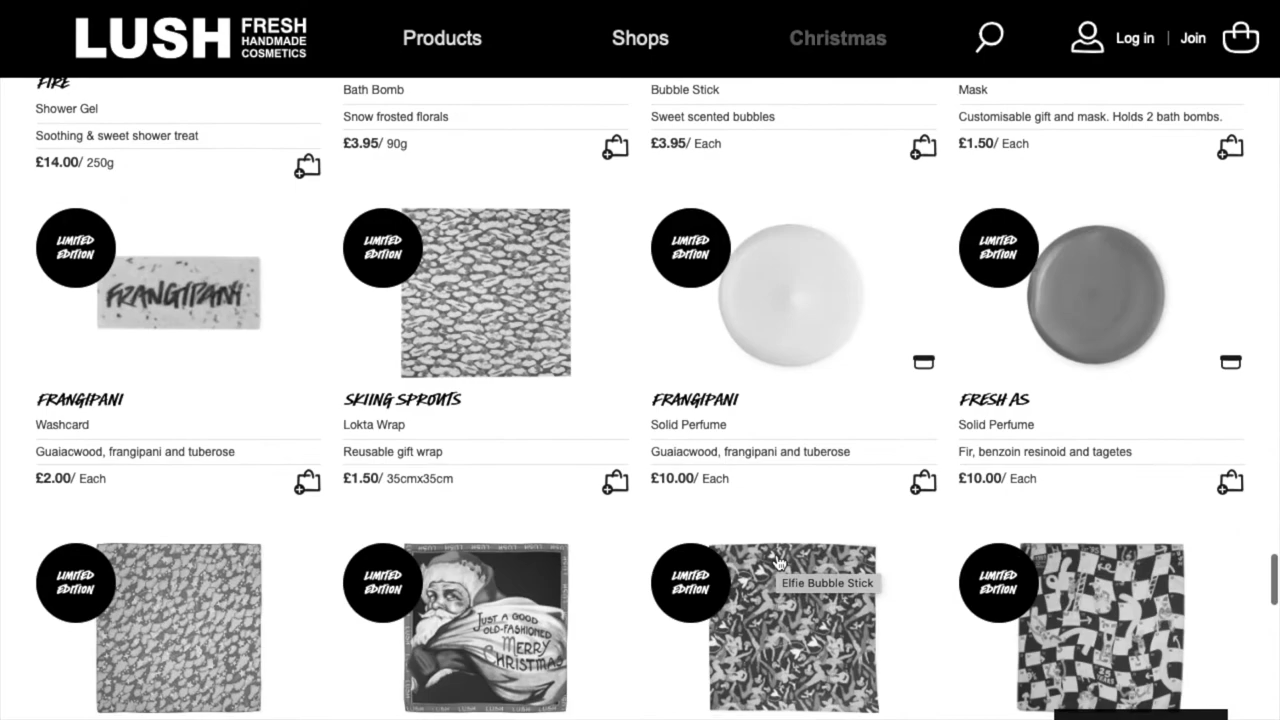 LUSH
FRESH
HANDMADE
COSMETICS
Products
Shops
Christmas
Log in
Join
FIRE
Shower Gel
Soothing & sweet shower treat
£14.00/ 250g
Bath Bomb
Snow frosted florals
£3.95/ 90g
Bubble Stick
Sweet scented bubbles
£3.95/ Each
Mask
Customisable gift and mask. Holds 2 bath bombs.
£1.50/ Each
LIMITED
EDITION
FRANGIPANI
FRANGIPANI
Washcard
Guaiacwood, frangipani and tuberose
£2.00/ Each
LIMITED
EDITION
SKIING SPROUTS
Lokta Wrap
Reusable gift wrap
£1.50/ 35cmx35cm
LIMITED
EDITION
FRANGIPANI
Solid Perfume
Guaiacwood, frangipani and tuberose
£10.00/ Each
LIMITED
EDITION
FRESH AS
Solid Perfume
Fir, benzoin resinoid and tagetes
£10.00/ Each
LIMITED
EDITION
LIMITED
EDITION
JUST A GOOD
OLD-FASHIONED
MERRY
CHRISTMAS
LIMITED
EDITION
Elfie Bubble Stick
LIMITED
EDITION
25
YEARS